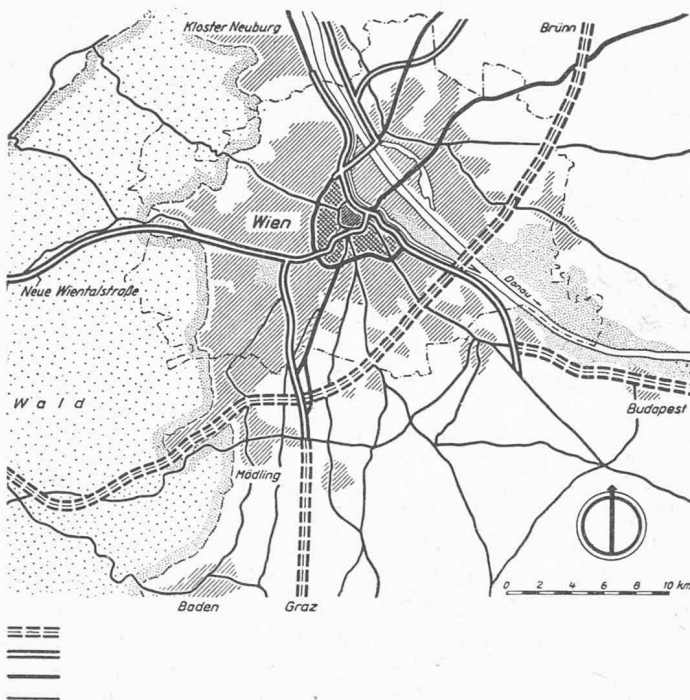 Kloster Neuburg
Brünn
Wien
Neue Wientalstraße
Donau
Wald
Budapest
Mödling
0 2 4 6 8 10 km
Baden
Graz